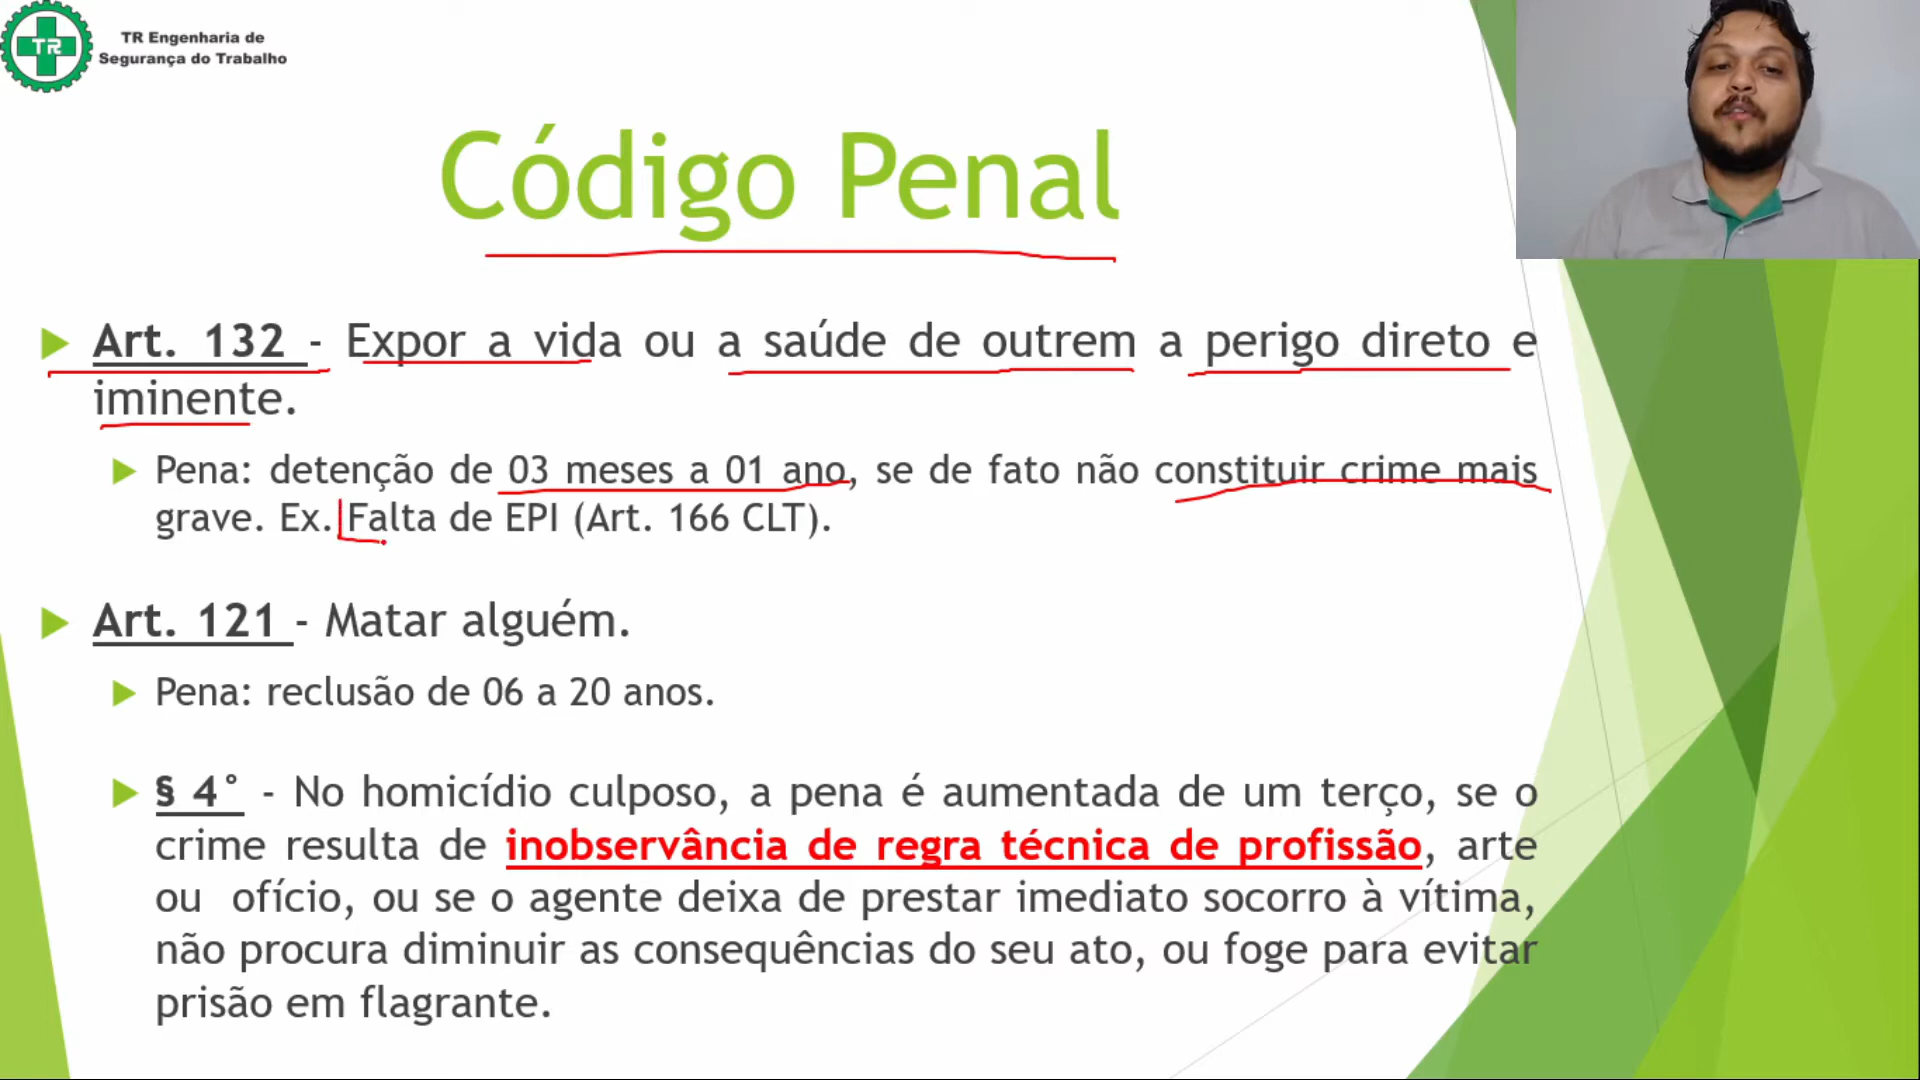 TR
TR Engenharia de
Segurança do Trabalho
Código Penal
Art. 132 - Expor a vida ou a saúde de outrem a perigo direto e
iminente.
Pena: detenção de 03 meses a 01 ano, se de fato não constituir crime mais
grave. Ex. Falta de EPI (Art. 166 CLT).
Art. 121 - Matar alguém.
Pena: reclusão de 06 a 20 anos.
§ 4° - No homicídio culposo, a pena é aumentada de um terço, se o
crime resulta de inobservância de regra técnica de profissão, arte
ou ofício, ou se o agente deixa de prestar imediato socorro à vítima,
não procura diminuir as consequências do seu ato, ou foge para evitar
prisão em flagrante.